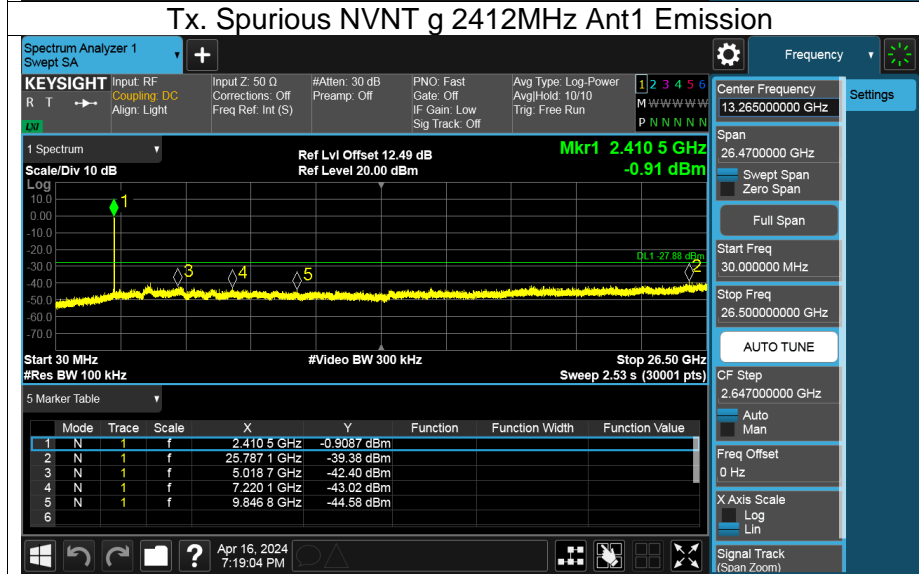 Tx. Spurious NVNT g 2412MHz Ant1 Emission
Spectrum Analyzer 1
Swept SA
+
Frequency
KEYSIGHT
R T
LXI
Input: RF
Coupling: DC
Align: Light
Input Z: 50 Ω
Corrections: Off
Freq Ref: Int (S)
#Atten: 30 dB
Preamp: Off
PNO: Fast
Gate: Off
IF Gain: Low
Sig Track: Off
Avg Type: Log-Power
Avg|Hold: 10/10
Trig: Free Run
1 2 3 4 5 6
M W W W W W
P N N N N N
1 Spectrum
Scale/Div 10 dB
Ref Lvl Offset 12.49 dB
Ref Level 20.00 dBm
Mkr1 2.410 5 GHz
-0.91 dBm
Log
10.0
0.00
-10.0
-20.0
-30.0
-40.0
-50.0
-60.0
-70.0
1
3
4
5
2
DL1 -27.88 dBm
Start 30 MHz
#Res BW 100 kHz
#Video BW 300 kHz
Stop 26.50 GHz
Sweep 2.53 s (30001 pts)
5 Marker Table
Mode Trace Scale X Y Function Function Width Function Value
1 N 1 f 2.410 5 GHz -0.9087 dBm
2 N 1 f 25.787 1 GHz -39.38 dBm
3 N 1 f 5.018 7 GHz -42.40 dBm
4 N 1 f 7.220 1 GHz -43.02 dBm
5 N 1 f 9.846 8 GHz -44.58 dBm
6
?
Apr 16, 2024
7:19:04 PM
Center Frequency
13.265000000 GHz
Span
26.4700000 GHz
Swept Span
Zero Span
Full Span
Start Freq
30.000000 MHz
Stop Freq
26.500000000 GHz
AUTO TUNE
CF Step
2.647000000 GHz
Auto
Man
Freq Offset
0 Hz
X Axis Scale
Log
Lin
Signal Track
(Span Zoom)
Settings